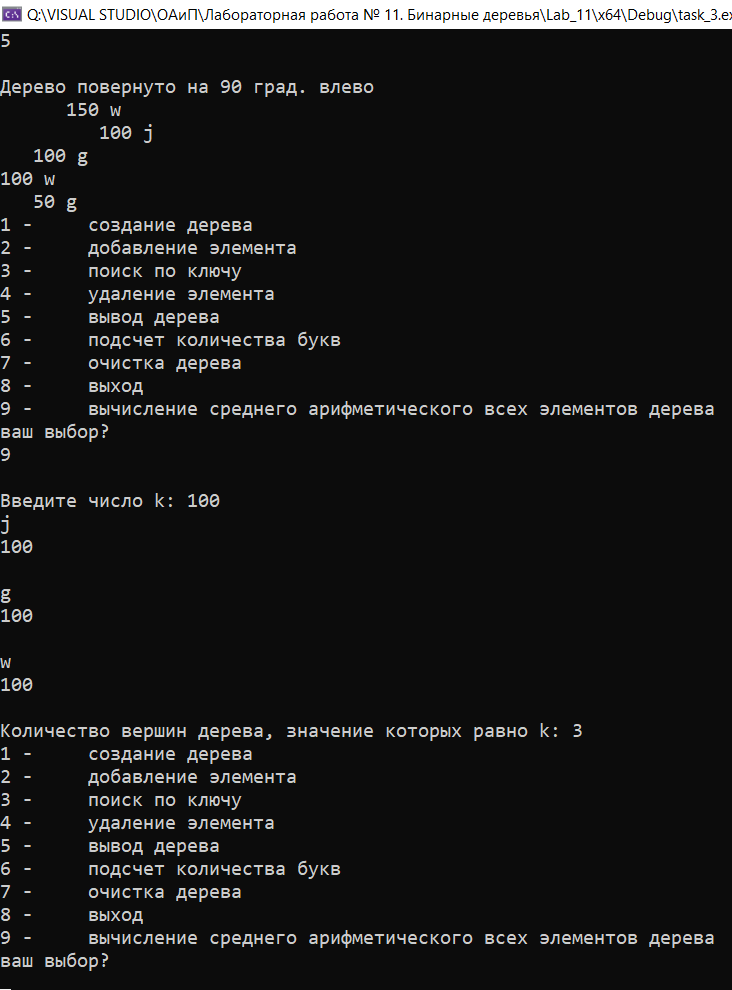 Q:\VISUAL STUDIO\ОАиП\Лабораторная работа № 11. Бинарные деревья\Lab_11\x64\Debug\task_3.ex
5
Дерево повернуто на 90 град. влево
      150 w
         100 j
   100 g
100 w
   50 g
1 -     создание дерева
2 -     добавление элемента
3 -     поиск по ключу
4 -     удаление элемента
5 -     вывод дерева
6 -     подсчет количества букв
7 -     очистка дерева
8 -     выход
9 -     вычисление среднего арифметического всех элементов дерева
ваш выбор?
9
Введите число k: 100
j
100
g
100
w
100
Количество вершин дерева, значение которых равно k: 3
1 -     создание дерева
2 -     добавление элемента
3 -     поиск по ключу
4 -     удаление элемента
5 -     вывод дерева
6 -     подсчет количества букв
7 -     очистка дерева
8 -     выход
9 -     вычисление среднего арифметического всех элементов дерева
ваш выбор?